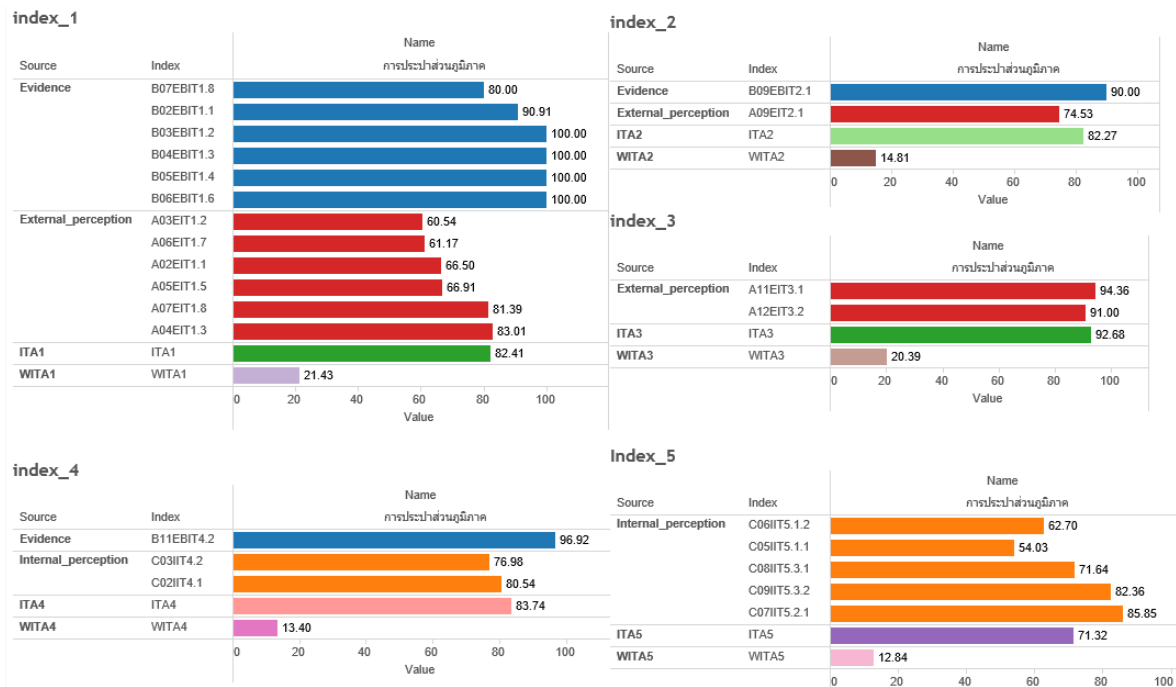 index_1
Name
Source Index การประปาส่วนภูมิภาค
Evidence B07EBIT1.8 80.00
B02EBIT1.1 90.91
B03EBIT1.2 100.00
B04EBIT1.3 100.00
B05EBIT1.4 100.00
B06EBIT1.6 100.00
External_perception A03EIT1.2 60.54
A06EIT1.7 61.17
A02EIT1.1 66.50
A05EIT1.5 66.91
A07EIT1.8 81.39
A04EIT1.3 83.01
ITA1 ITA1 82.41
WITA1 WITA1 21.43
0 20 40 60 80 100
Value
index_2
Name
Source Index การประปาส่วนภูมิภาค
Evidence B09EBIT2.1 90.00
External_perception A09EIT2.1 74.53
ITA2 ITA2 82.27
WITA2 WITA2 14.81
0 20 40 60 80 100
Value
index_3
Name
Source Index การประปาส่วนภูมิภาค
External_perception A11EIT3.1 94.36
A12EIT3.2 91.00
ITA3 ITA3 92.68
WITA3 WITA3 20.39
0 20 40 60 80 100
Value
index_4
Name
Source Index การประปาส่วนภูมิภาค
Evidence B11EBIT4.2 96.92
Internal_perception C03IIT4.2 76.98
C02IIT4.1 80.54
ITA4 ITA4 83.74
WITA4 WITA4 13.40
0 20 40 60 80 100
Value
Index_5
Name
Source Index การประปาส่วนภูมิภาค
Internal_perception C06IIT5.1.2 62.70
C05IIT5.1.1 54.03
C08IIT5.3.1 71.64
C09IIT5.3.2 82.36
C07IIT5.2.1 85.85
ITA5 ITA5 71.32
WITA5 WITA5 12.84
0 20 40 60 80 100
Value